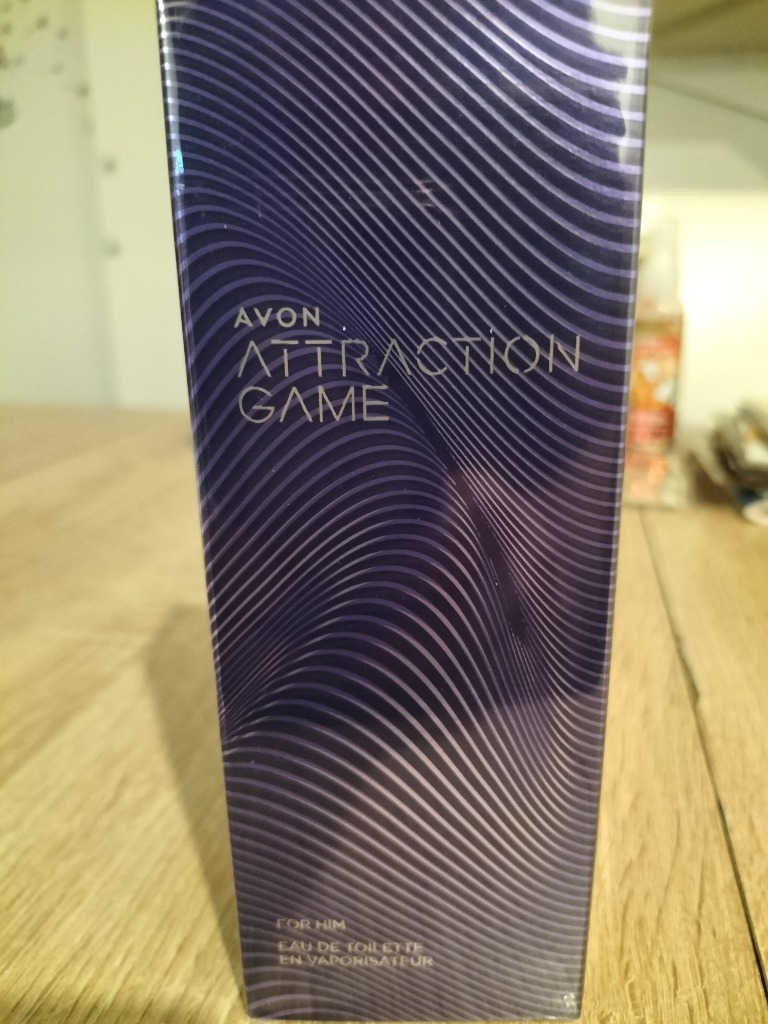 AVON
ATTRACTION
GAME
FOR HIM
EAU DE TOILETTE
EN VAPORISATEUR